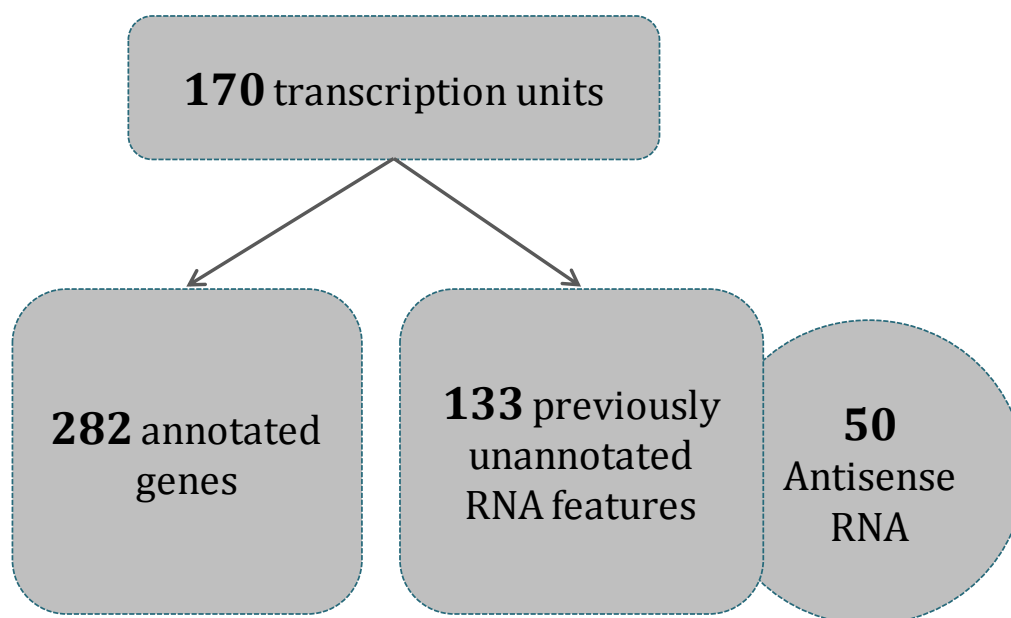 170 transcription units
282 annotated
genes
133 previously
unannotated
RNA features
50
Antisense
RNA